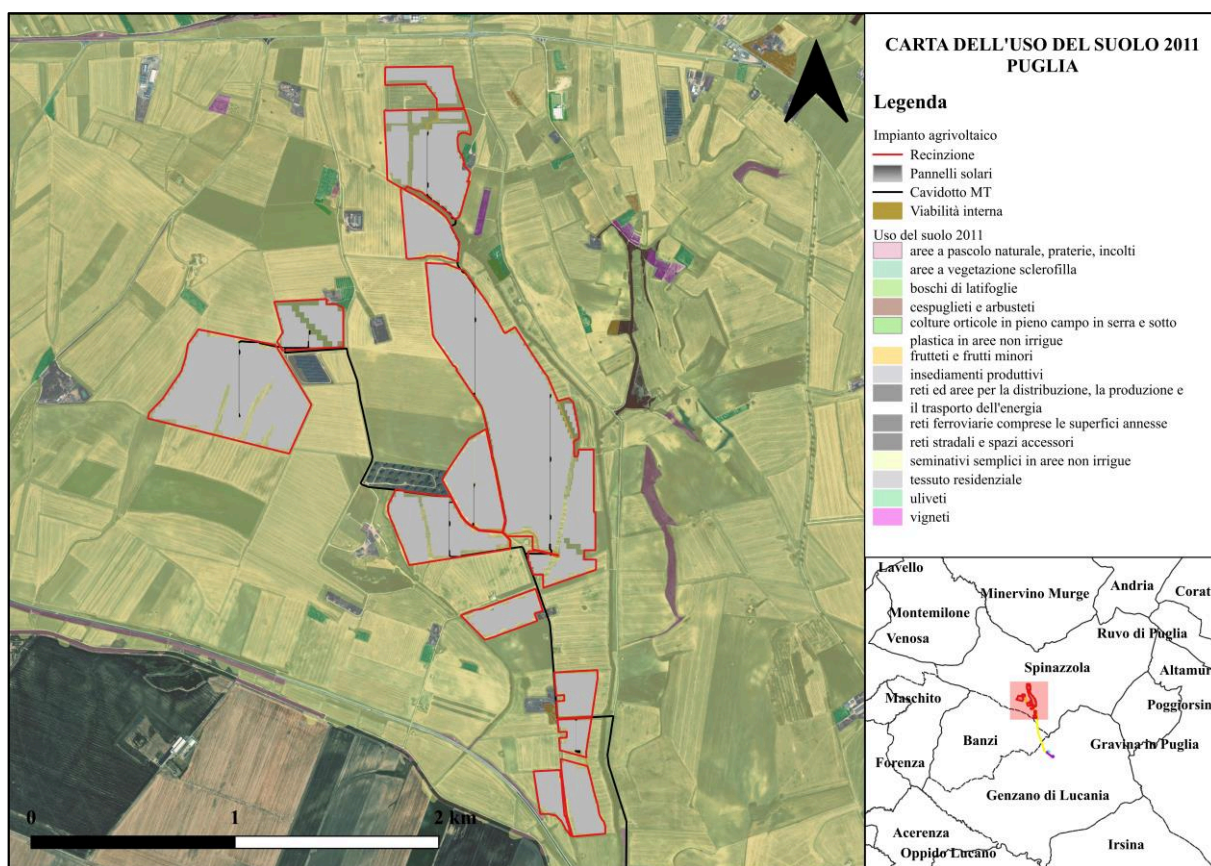 CARTA DELL'USO DEL SUOLO 2011
PUGLIA
Legenda
Impianto agrivoltaico
Recinzione
Pannelli solari
Cavidotto MT
Viabilità interna
Uso del suolo 2011
aree a pascolo naturale, praterie, incolti
aree a vegetazione sclerofilla
boschi di latifoglie
cespuglieti e arbusteti
colture orticole in pieno campo in serra e sotto
plastica in aree non irrigue
frutteti e frutti minori
insediamenti produttivi
reti ed aree per la distribuzione, la produzione e
il trasporto dell'energia
reti ferroviarie comprese le superfici annesse
reti stradali e spazi accessori
seminativi semplici in aree non irrigue
tessuto residenziale
uliveti
vigneti
0 1 2 km
Lavello
Minervino Murge
Andria
Corat
Montemilone
Venosa
Ruvo di Puglia
Spinazzola
Altamur
Maschito
Poggiorsin
Banzi
Gravina in Puglia
Forenza
Genzano di Lucania
Acerenza
Oppido Lucano
Irsina